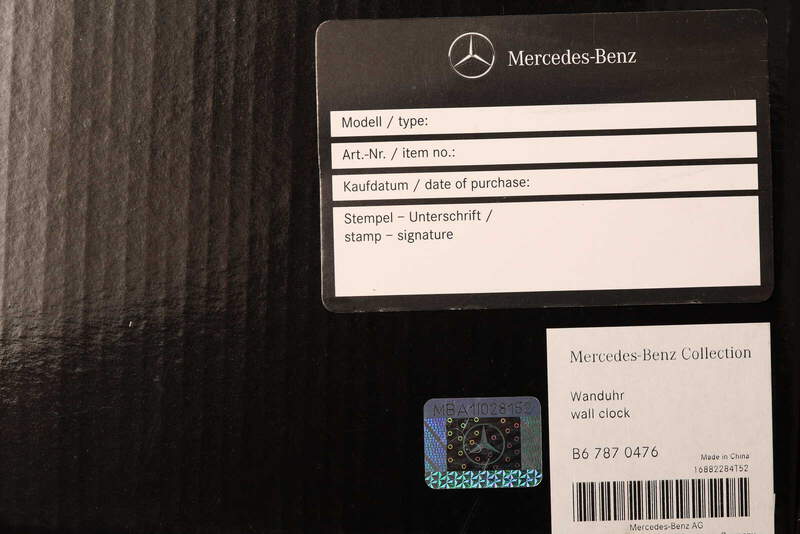 Mercedes-Benz
Modell / type:
Art.-Nr. / item no.:
Kaufdatum / date of purchase:
Stempel – Unterschrift /
stamp – signature
Mercedes-Benz Collection
Wanduhr
wall clock
B6 787 0476
Made in China
16882284152
Mercedes-Benz AG